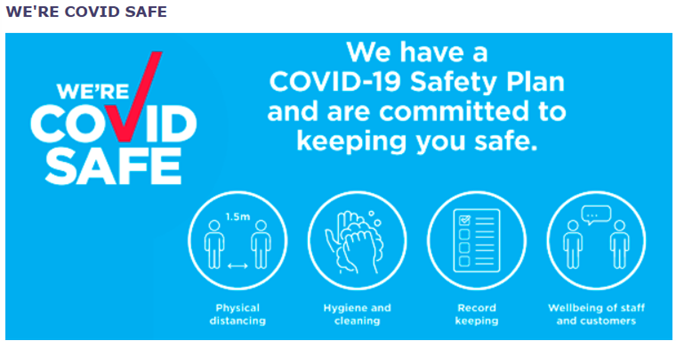 WE'RE COVID SAFE
WE'RE
COVID
SAFE
We have a
COVID-19 Safety Plan
and are committed to
keeping you safe.
1.5m
...
Physical
distancing
Hygiene and
cleaning
Record
keeping
Wellbeing of staff
and customers